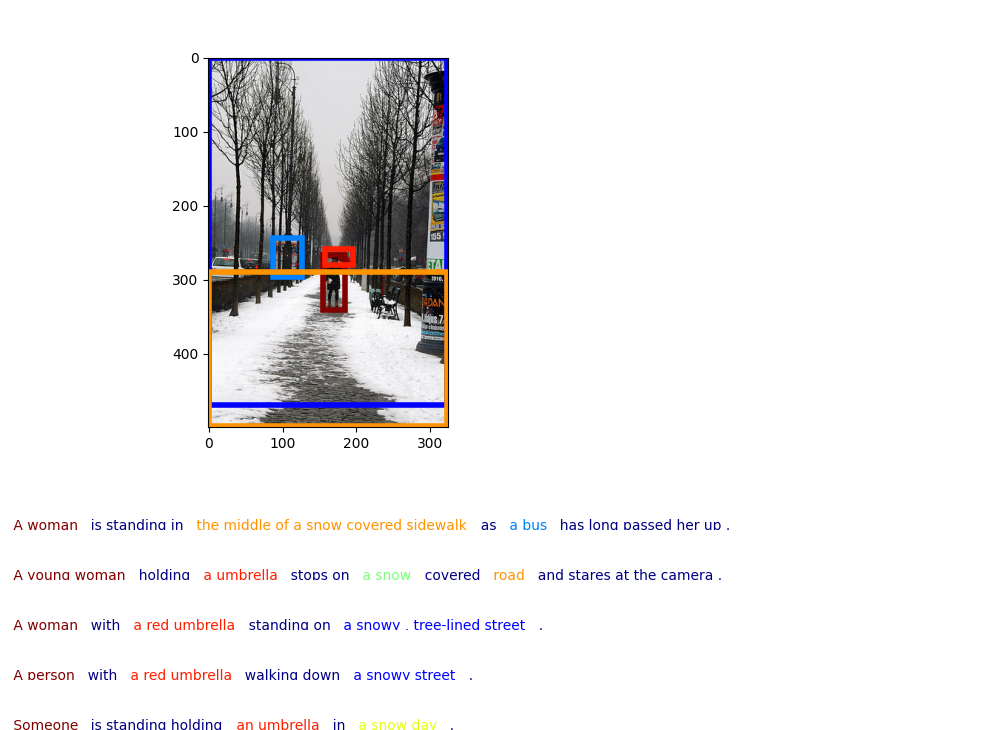 0
100
200
300
400
0 100 200 300
A woman is standing in the middle of a snow covered sidewalk as a bus has long passed her up .
A young woman holding a umbrella stops on a snow covered road and stares at the camera .
A woman with a red umbrella standing on a snowy , tree-lined street .
A person with a red umbrella walking down a snowy street .
Someone is standing holding an umbrella in a snow day .